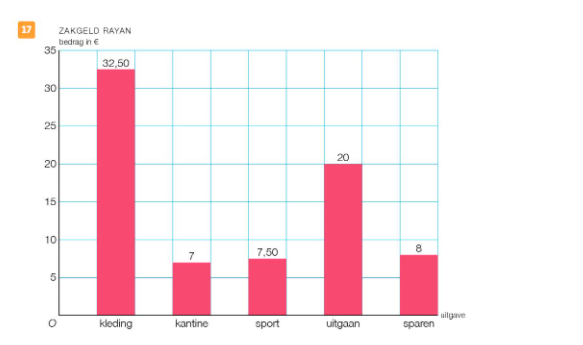 17
ZAKGELD RAYAN
bedrag in €
35
32,50
30
25
20
20
15
10
7
7,50
8
5
O
kleding
kantine
sport
uitgaan
sparen
uitgave